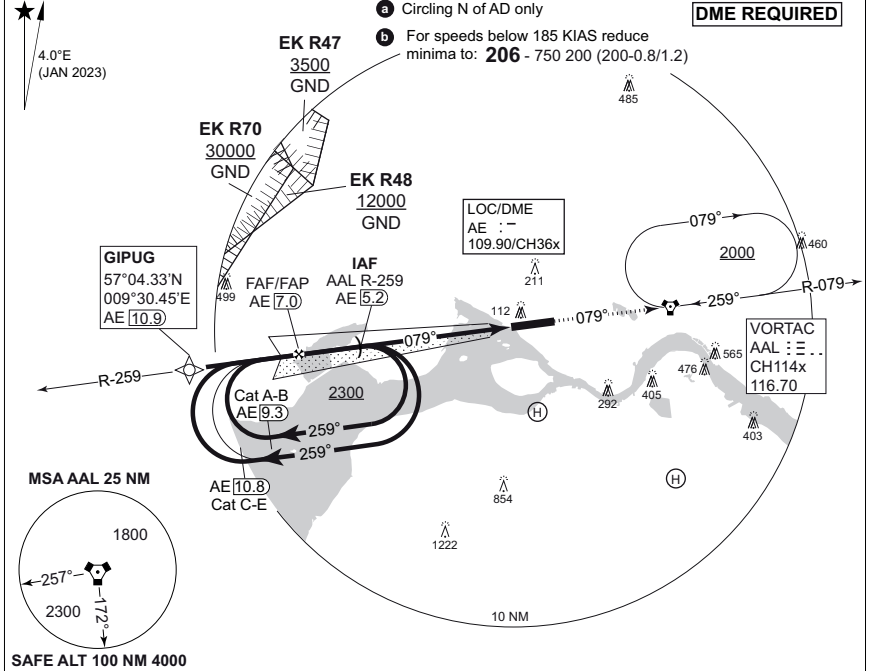 a Circling N of AD only
DME REQUIRED
b For speeds below 185 KIAS reduce
minima to: 206 - 750 200 (200-0.8/1.2)
4.0°E
(JAN 2023)
EK R47
3500
GND
485
EK R70
30000
GND
EK R48
12000
GND
LOC/DME
AE
109.90/CH36x
079°
2000
460
GIPUG
57°04.33'N
009°30.45'E
AE 10.9
499
FAF/FAP
AE 7.0
IAF
AAL R-259
AE 5.2
211
112
079°
079°
259°
R-079
VORTAC
AAL
CH114x
116.70
R-259
2300
Cat A-B
AE 9.3
259°
259°
AE 10.8
Cat C-E
565
476
405
292
403
H
H
854
1222
MSA AAL 25 NM
1800
257°
2300
172°
10 NM
SAFE ALT 100 NM 4000